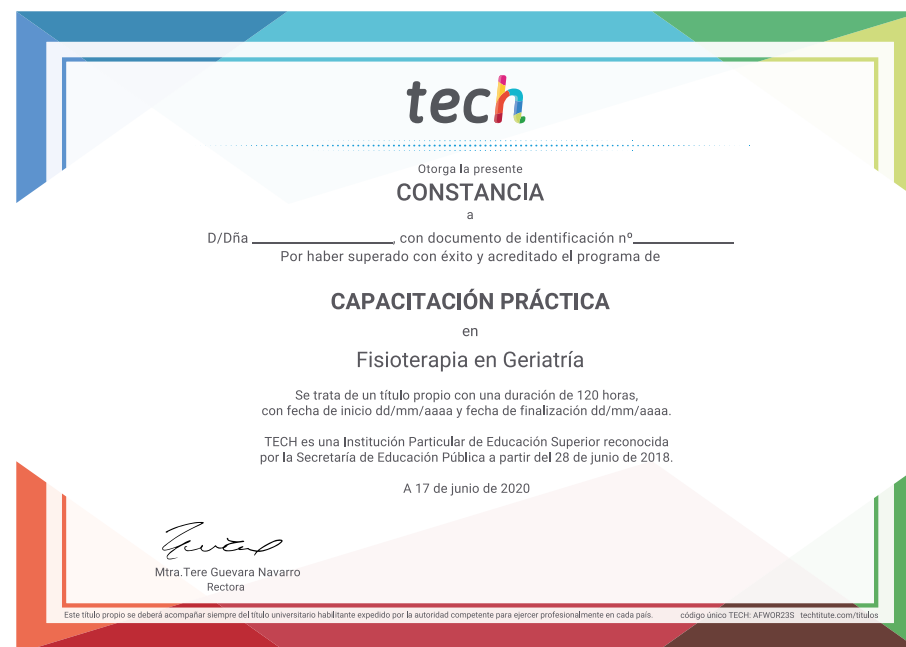 tech
Otorga la presente
CONSTANCIA
a
D/Dña ____________, con documento de identificación nº____________
Por haber superado con éxito y acreditado el programa de
CAPACITACIÓN PRÁCTICA
en
Fisioterapia en Geriatría
Se trata de un título propio con una duración de 120 horas,
con fecha de inicio dd/mm/aaaa y fecha de finalización dd/mm/aaaa.
TECH es una Institución Particular de Educación Superior reconocida
por la Secretaría de Educación Pública a partir del 28 de junio de 2018.
A 17 de junio de 2020
Mtra.Tere Guevara Navarro
Rectora
Este título propio se deberá acompañar siempre del título universitario habilitante expedido por la autoridad competente para ejercer profesionalmente en cada país. código único TECH: AFWOR23S techtitute.com/titulos